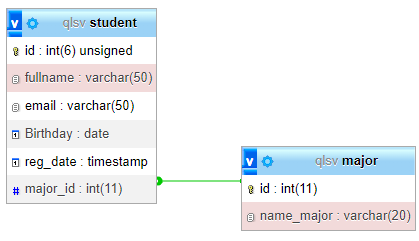 v qlsv student
id : int(6) unsigned
fullname : varchar(50)
email : varchar(50)
Birthday : date
reg_date : timestamp
# major_id : int(11)
v qlsv major
id : int(11)
name_major : varchar(20)